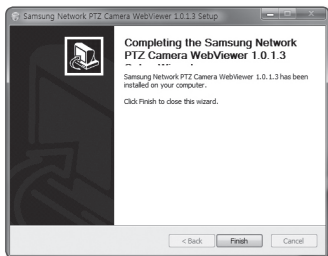 Samsung Network PTZ Camera WebViewer 1.0.1.3 Setup
Completing the Samsung Network
PTZ Camera WebViewer 1.0.1.3
Samsung Network PTZ Camera WebViewer 1.0.1.3 has been
installed on your computer.
Click Finish to close this wizard.
< Back
Finish
Cancel